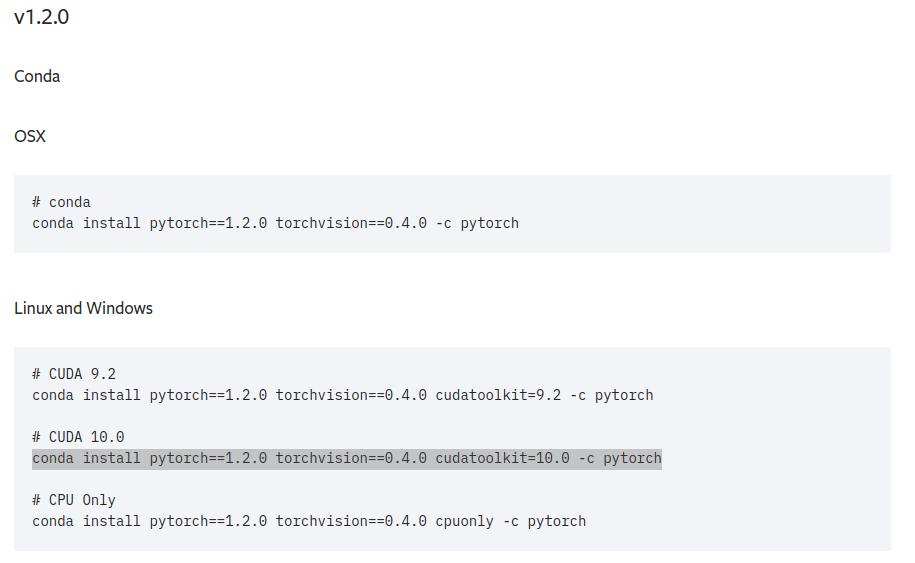 v1.2.0
Conda
OSX
# conda
conda install pytorch==1.2.0 torchvision==0.4.0 -c pytorch
Linux and Windows
# CUDA 9.2
conda install pytorch==1.2.0 torchvision==0.4.0 cudatoolkit=9.2 -c pytorch
# CUDA 10.0
conda install pytorch==1.2.0 torchvision==0.4.0 cudatoolkit=10.0 -c pytorch
# CPU Only
conda install pytorch==1.2.0 torchvision==0.4.0 cpuonly -c pytorch